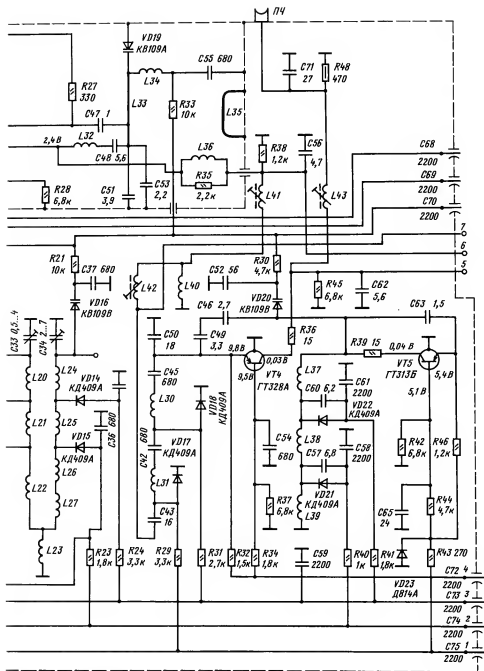 П4
VD19
КВ109А
C55 680
C71
27
R48
470
L34
R27
330
L33
R33
10к
L35
C47 1
2,4В
L32
L36
R38
1,2к
C56
4,7
C68
2200
C48 5,6
R35
2,2к
C69
2200
R28
6,8к
C51
3,9
C53
2,2
L41
L43
C70
2200
7
6
5
R21
10к
C37 680
L42
L40
C52 56
R30
4,7к
R45
6,8к
C62
5,6
VD16
КВ109В
C46 2,7
VD20
КВ109В
C63 1,5
C33 0,5...4
C34 2...7
C50
18
C49
3,3
R36
15
R39 15
0,04 В
9,8В
0,03В
VT4
ГТ328А
9,5В
VT5
ГТ313Б
5,4В
5,1 В
L20
L24
VD14
КД409А
C45
680
L30
L37
C60 6,2
C61
2200
VD22
КД409А
L21
L25
VD15
КД409А
C36 680
VD18
КД409А
680
C42
VD17
КД409А
C54
680
L38
C57 6,8
C58
2200
R42
6,8к
R46
1,2к
L22
L26
L27
L31
C43
16
R37
6,8к
VD21
КД409А
L39
C65
24
R44
4,7к
L23
R23
1,8к
R24
3,3к
R29
3,3к
R31
2,7к
R32
1,5к
R34
1,8к
C59
2200
R40
1к
R41
1,8к
R43 270
VD23
Д814А
C72 4
2200
C73 3
2200
C74 2
2200
C75 1
2200